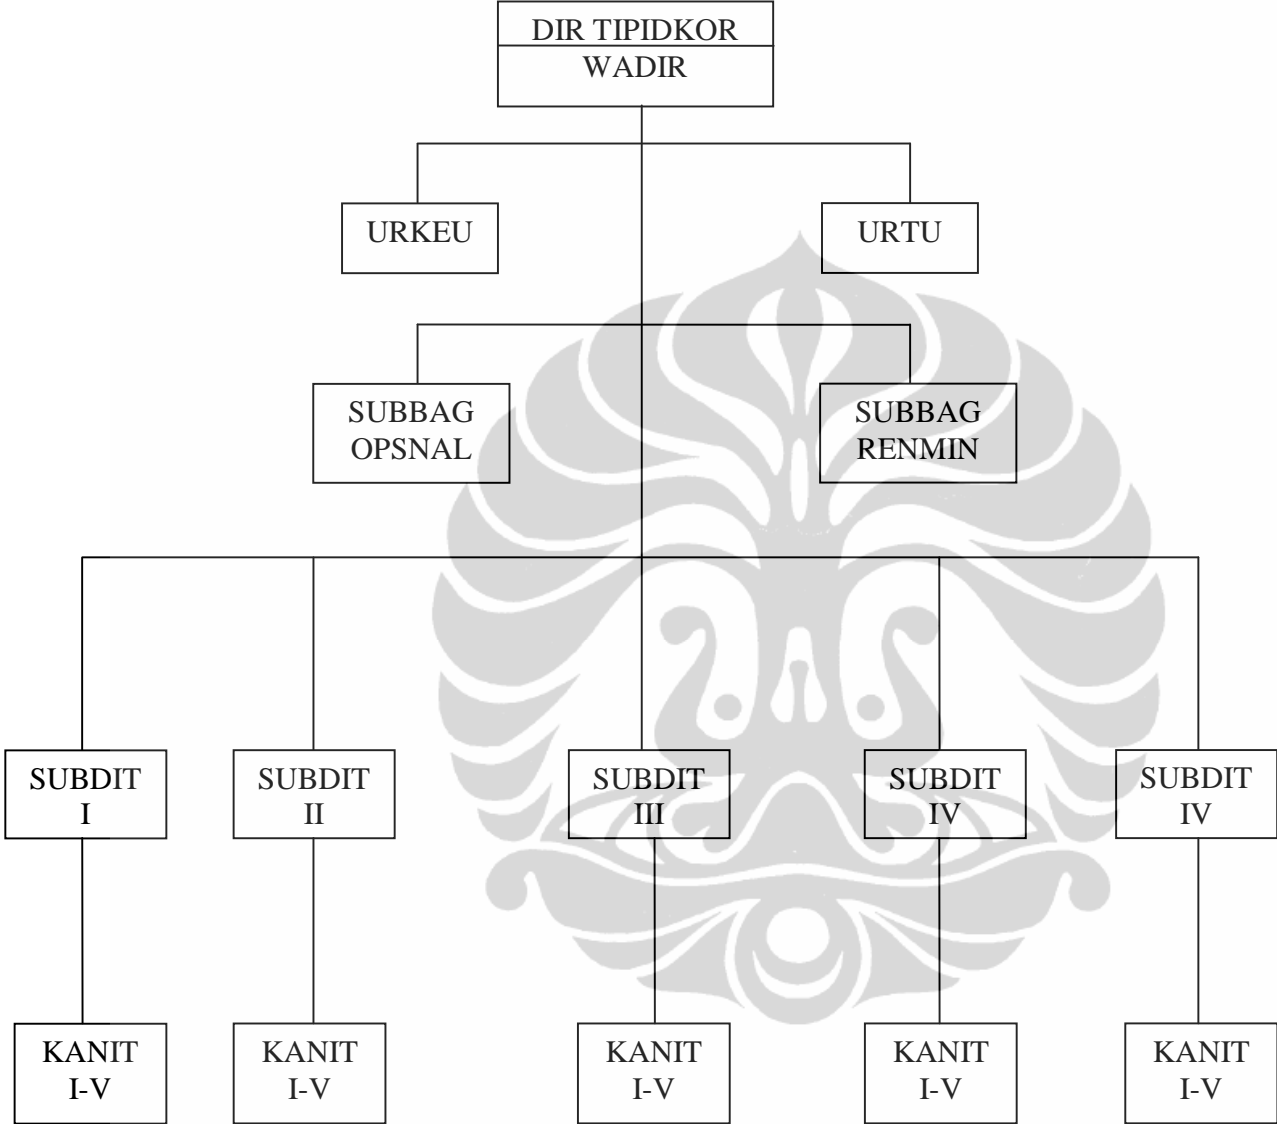 DIR TIPIDKOR
WADIR
URKEU
URTU
SUBBAG
OPSNAL
SUBBAG
RENMIN
SUBDIT
I
SUBDIT
II
SUBDIT
III
SUBDIT
IV
SUBDIT
IV
KANIT
I-V
KANIT
I-V
KANIT
I-V
KANIT
I-V
KANIT
I-V